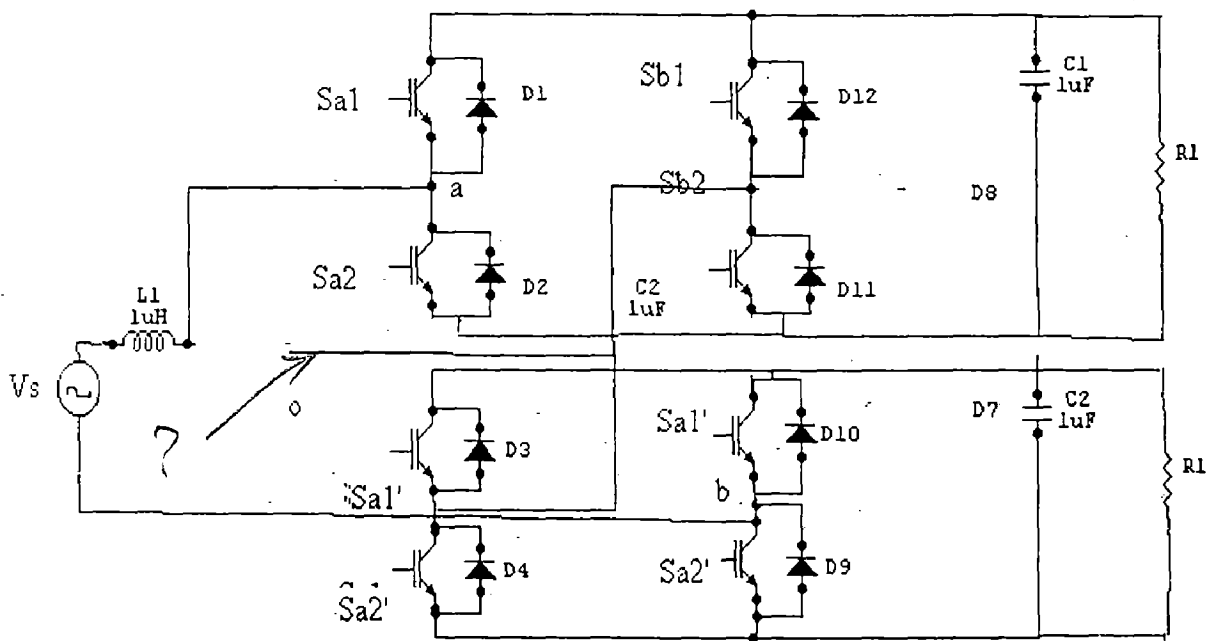 Sa1
D1
Sb1
D12
C1
1uF
R1
a
Sb2
D8
Sa2
D2
C2
1uF
D11
L1
1uH
Vs
o
?
D3
Sa1'
D10
D7
C2
1uF
R1
Sa1'
b
D4
Sa2'
D9
Sa2'